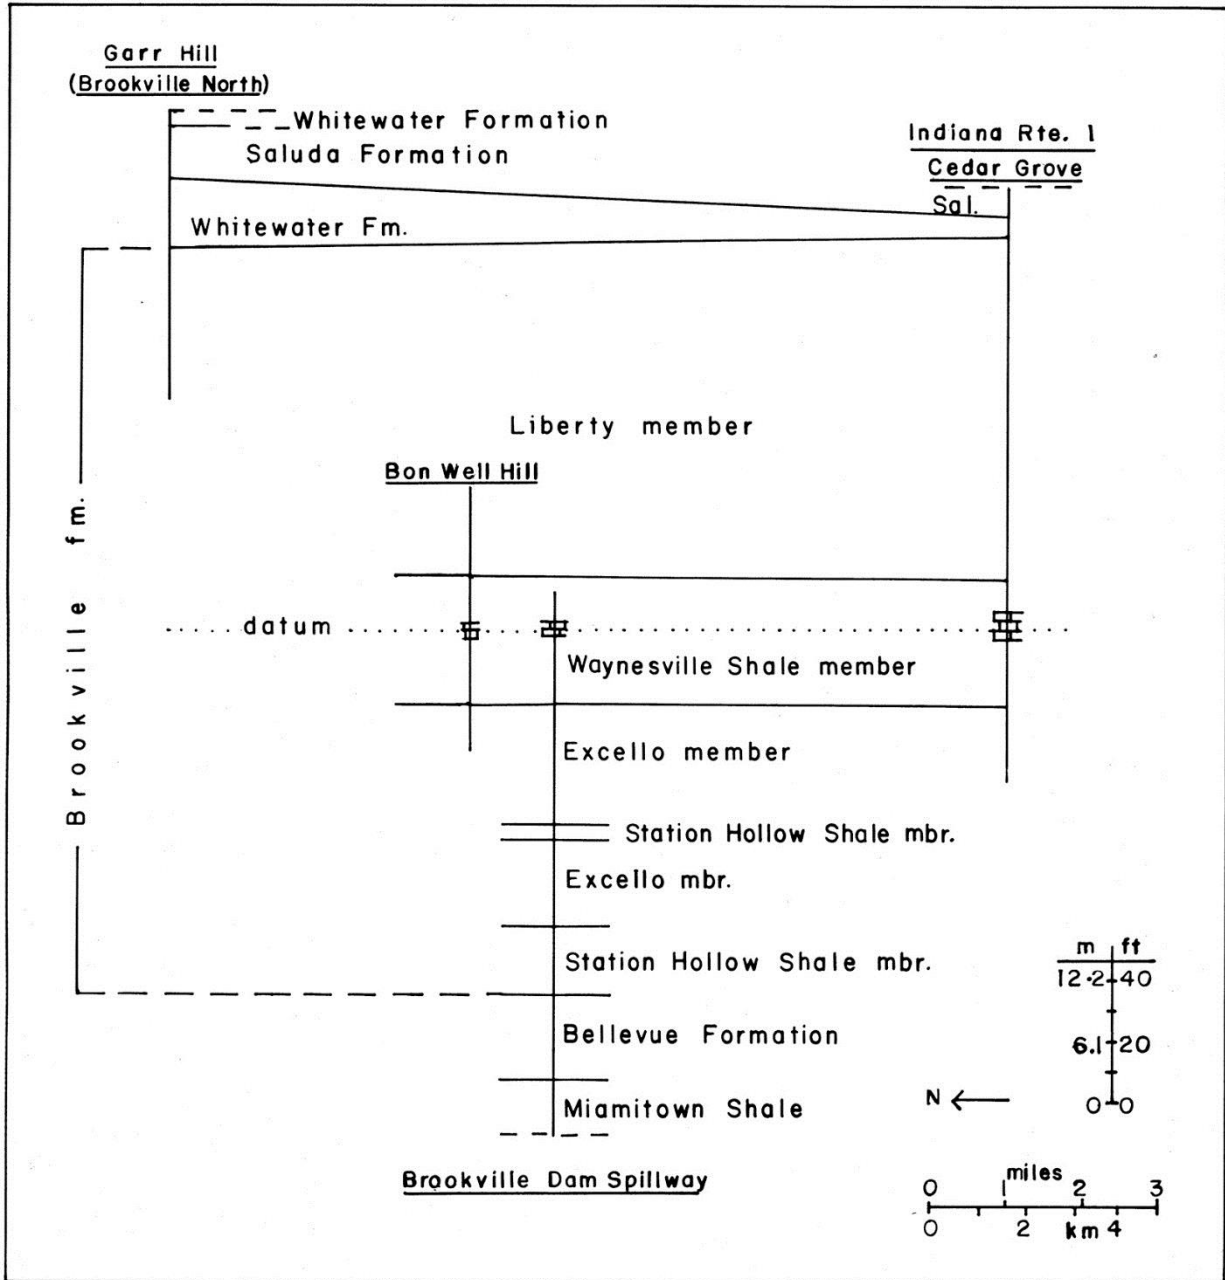 Garr Hill
(Brookville North)
Whitewater Formation
Saluda Formation
Indiana Rte. 1
Cedar Grove
Sal.
Whitewater Fm.
Liberty member
Bon Well Hill
Brookville fm.
datum
Waynesville Shale member
Excello member
Station Hollow Shale mbr.
Excello mbr.
Station Hollow Shale mbr.
m ft
12.2 40
Bellevue Formation
6.1 20
N
Miamitown Shale
0 0
Brookville Dam Spillway
miles
0 1 2 3
0 2 km 4